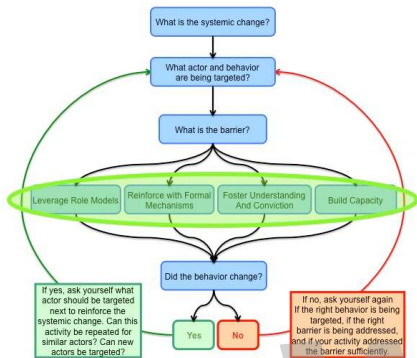 What is the systemic change?
What actor and behavior
are being targeted?
What is the barrier?
Leverage Role Models
Reinforce with Formal
Mechanisms
Foster Understanding
And Conviction
Build Capacity
Did the behavior change?
If yes, ask yourself what
actor should be targeted
next to reinforce the
systemic change. Can this
activity be repeated for
similar actors? Can new
actors be targeted?
Yes
No
If no, ask yourself again
If the right behavior is
being targeted, if the right
barrier is being addressed,
and if your activity addressed
the barrier sufficiently.